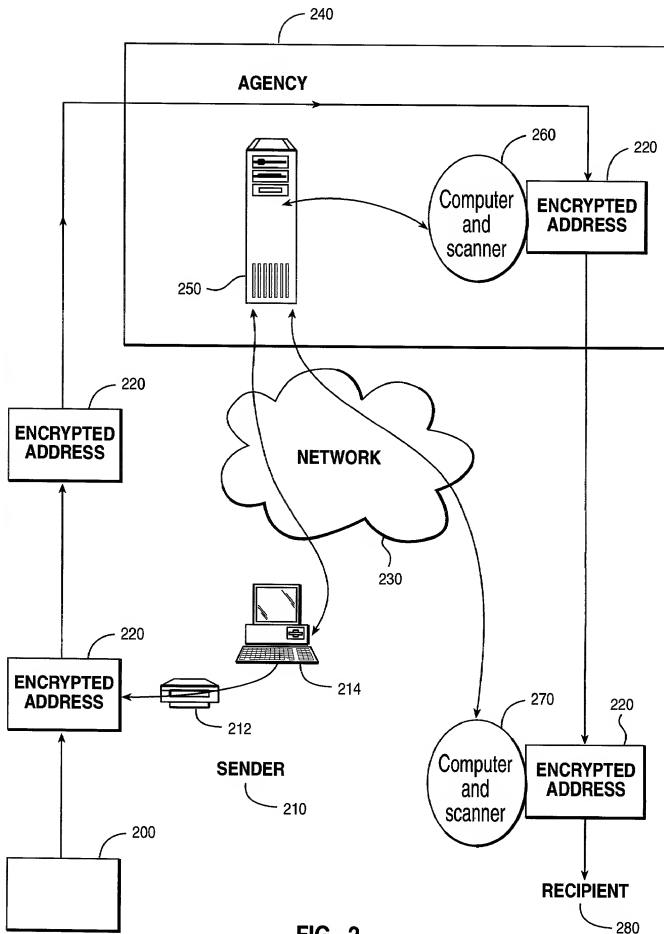 240
AGENCY
260
220
Computer
and
scanner
ENCRYPTED
ADDRESS
250
220
ENCRYPTED
ADDRESS
NETWORK
230
220
ENCRYPTED
ADDRESS
214
212
270
220
Computer
and
scanner
ENCRYPTED
ADDRESS
SENDER
210
200
RECIPIENT
280
FIG. 2